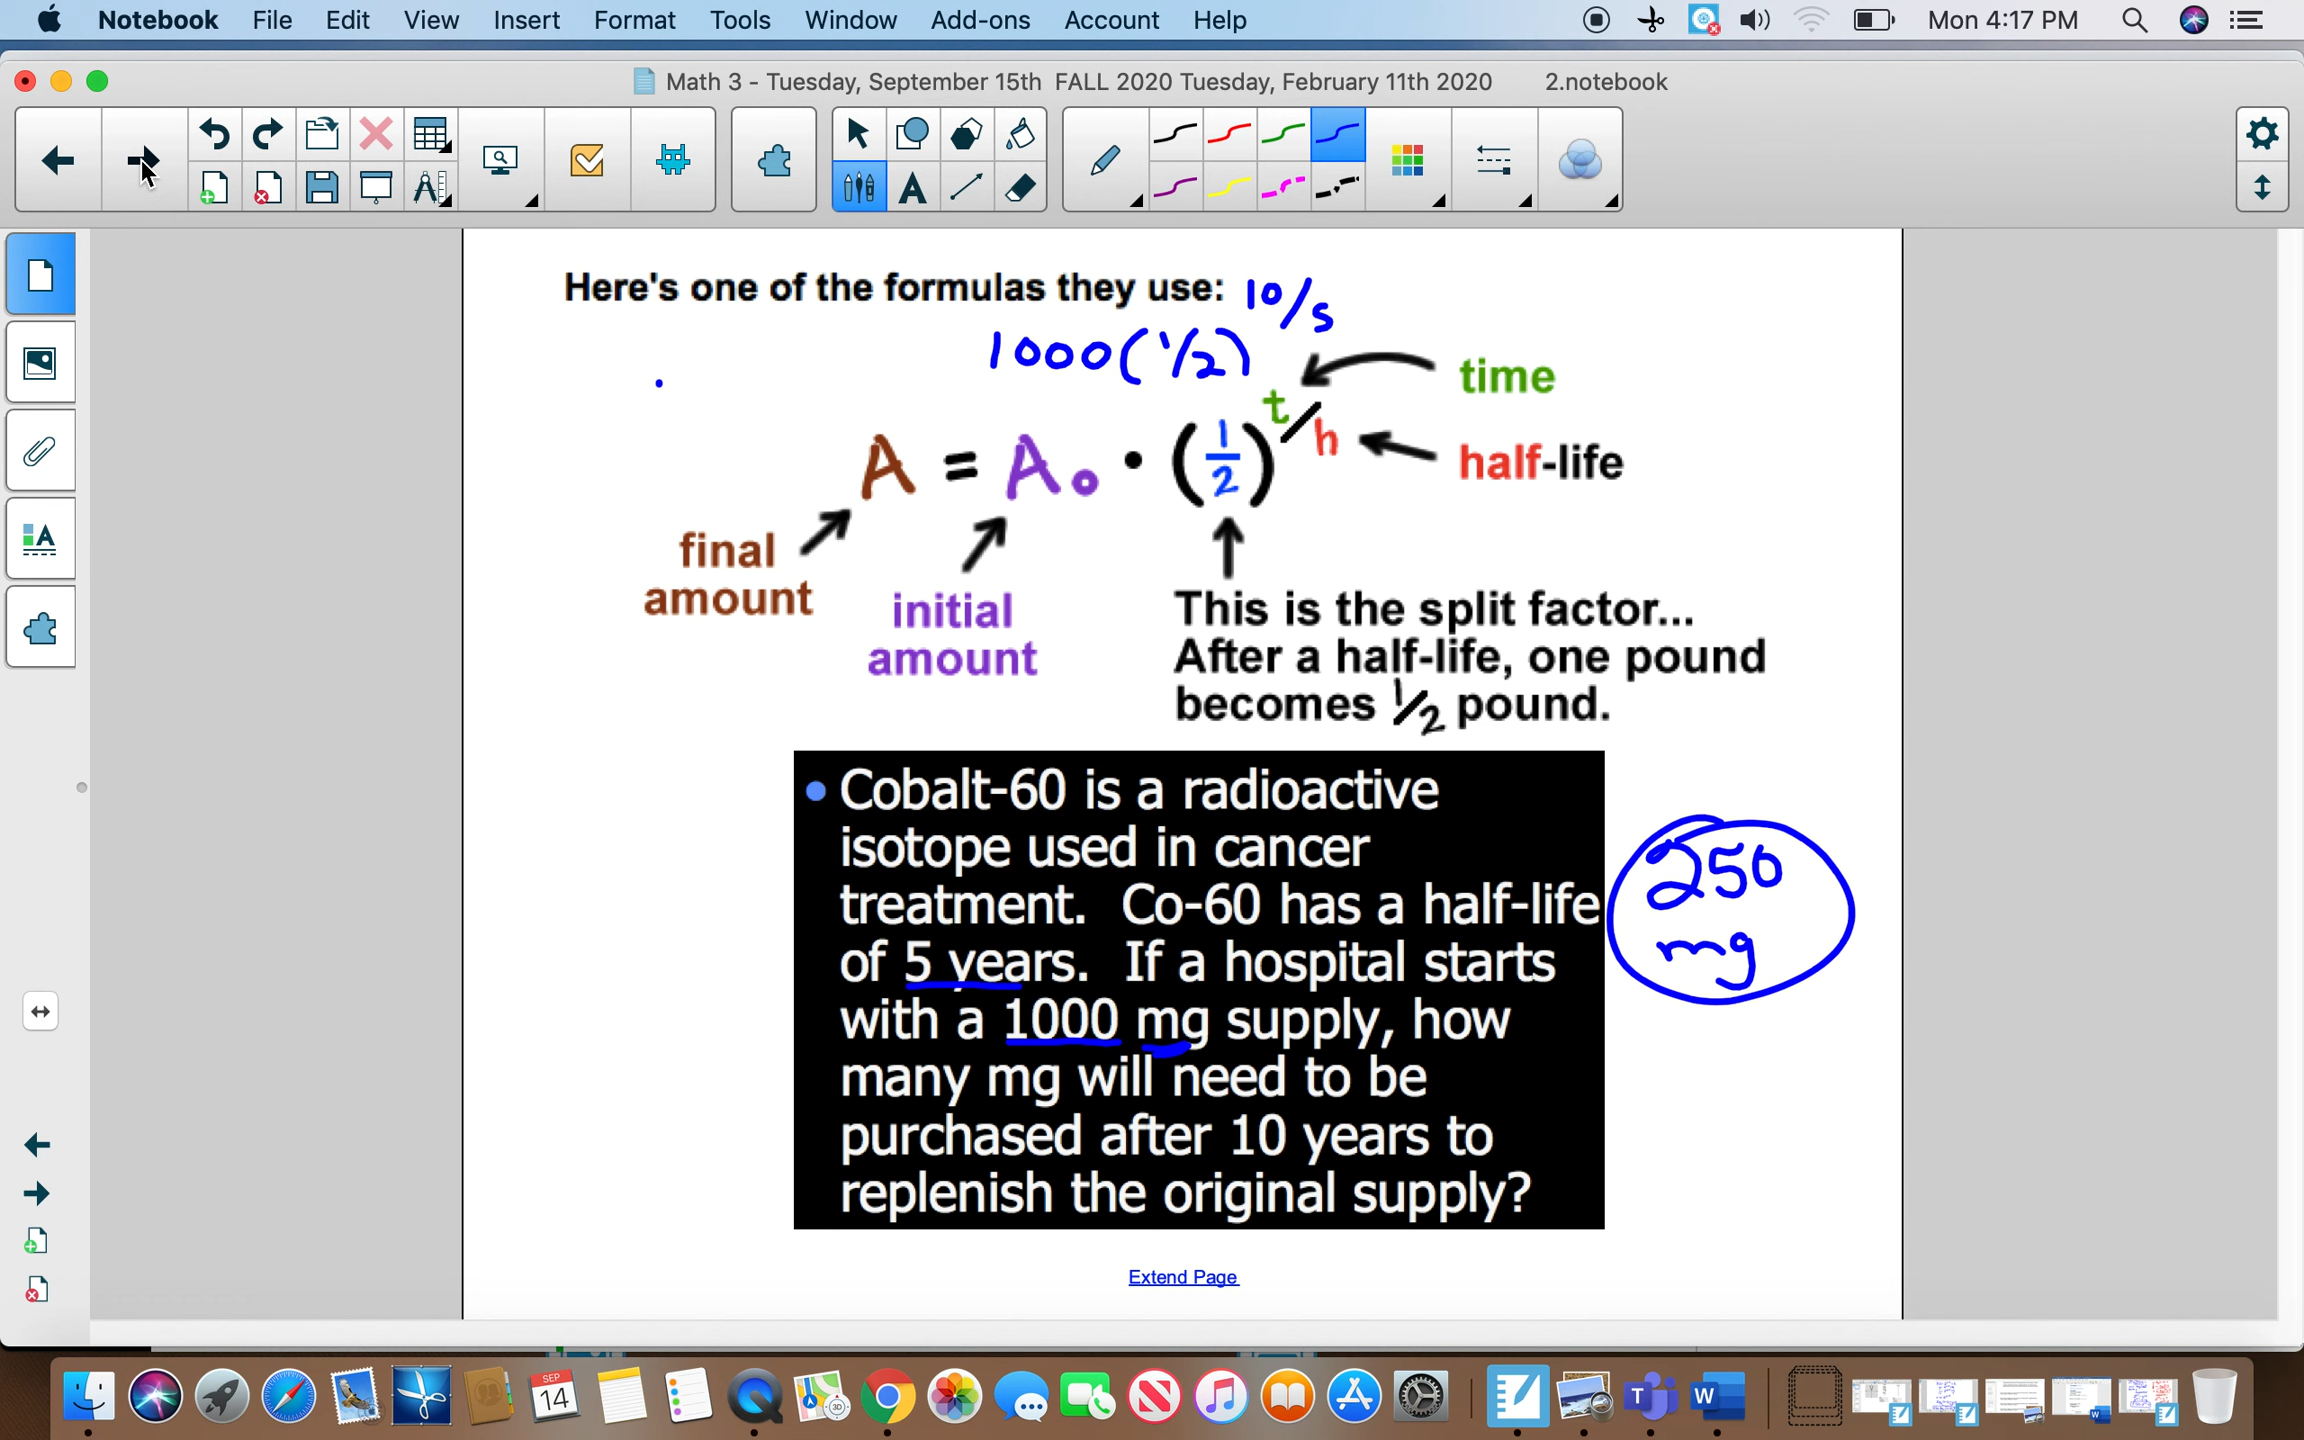 Notebook File Edit View Insert Format Tools Window Add-ons Account Help Mon 4:17 PM
Math 3 - Tuesday, September 15th FALL 2020 Tuesday, February 11th 2020 2.notebook
Here's one of the formulas they use:
10/5
1000(1/2)
time
A = A₀ • (1/2) t/h
half-life
final
amount
initial
amount
This is the split factor...
After a half-life, one pound
becomes 1/2 pound.
• Cobalt-60 is a radioactive
isotope used in cancer
treatment. Co-60 has a half-life
of 5 years. If a hospital starts
with a 1000 mg supply, how
many mg will need to be
purchased after 10 years to
replenish the original supply?
250
mg
Extend Page
SEP
14